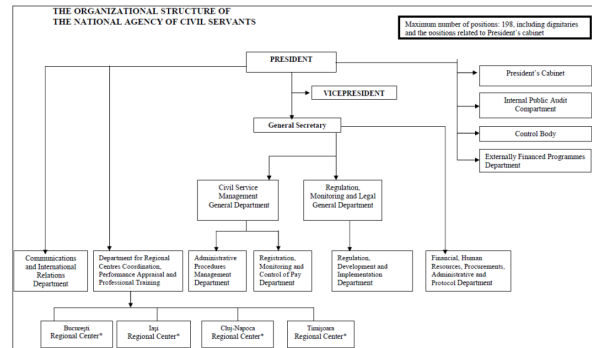 THE ORGANIZATIONAL STRUCTURE OF
THE NATIONAL AGENCY OF CIVIL SERVANTS
Maximum number of positions: 198, including dignitaries
and the positions related to President's cabinet
PRESIDENT
President's Cabinet
VICEPRESIDENT
Internal Public Audit
Compartment
General Secretary
Control Body
Externally Financed Programmes
Department
Civil Service
Management
General Department
Regulation,
Monitoring and Legal
General Department
Communications
and International
Relations
Department
Department for Regional
Centres Coordination,
Performance Appraisal and
Professional Training
Administrative
Procedures
Management
Department
Registration,
Monitoring and
Control of Pay
Department
Regulation,
Development and
Implementation
Department
Financial, Human
Resources, Procurements,
Administrative and
Protocol Department
București
Regional Center*
Iași
Regional Center*
Cluj-Napoca
Regional Center*
Timișoara
Regional Center*